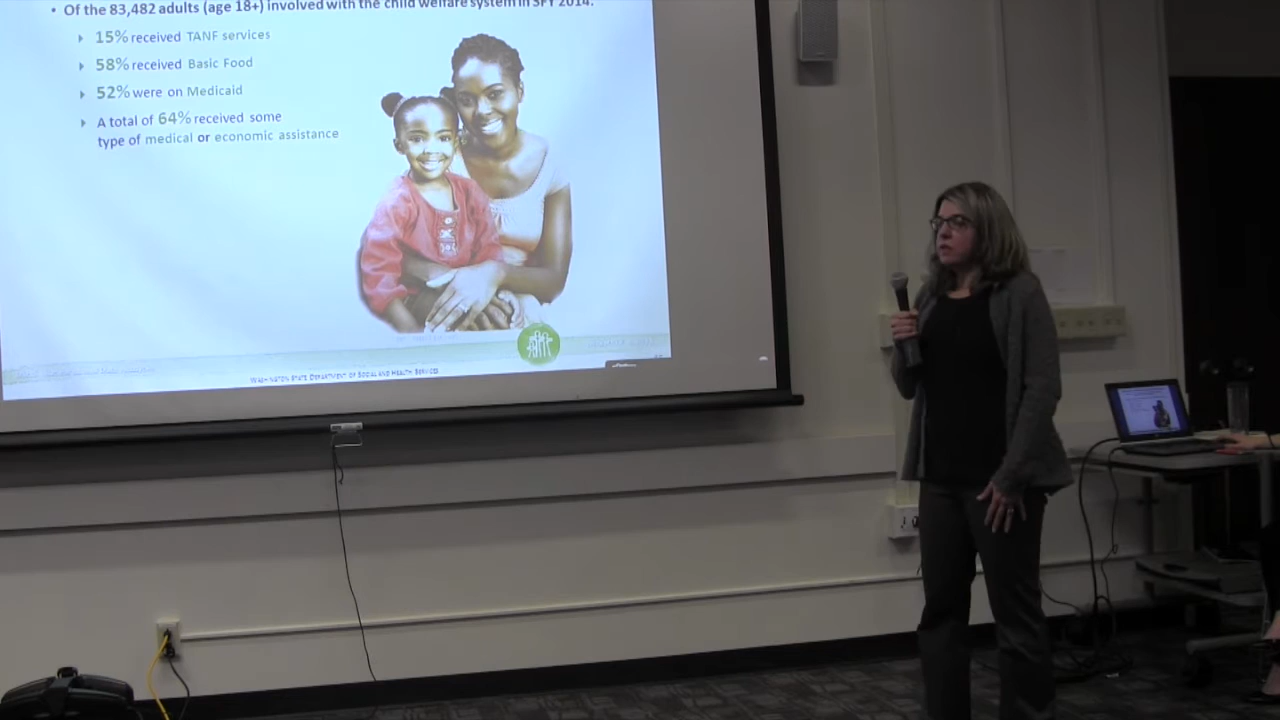 • Of the 83,482 adults (age 18+) involved with the child welfare system in SFY 2014:
15% received TANF services
58% received Basic Food
52% were on Medicaid
A total of 64% received some
type of medical or economic assistance
Washington State Department of Social and Health Services